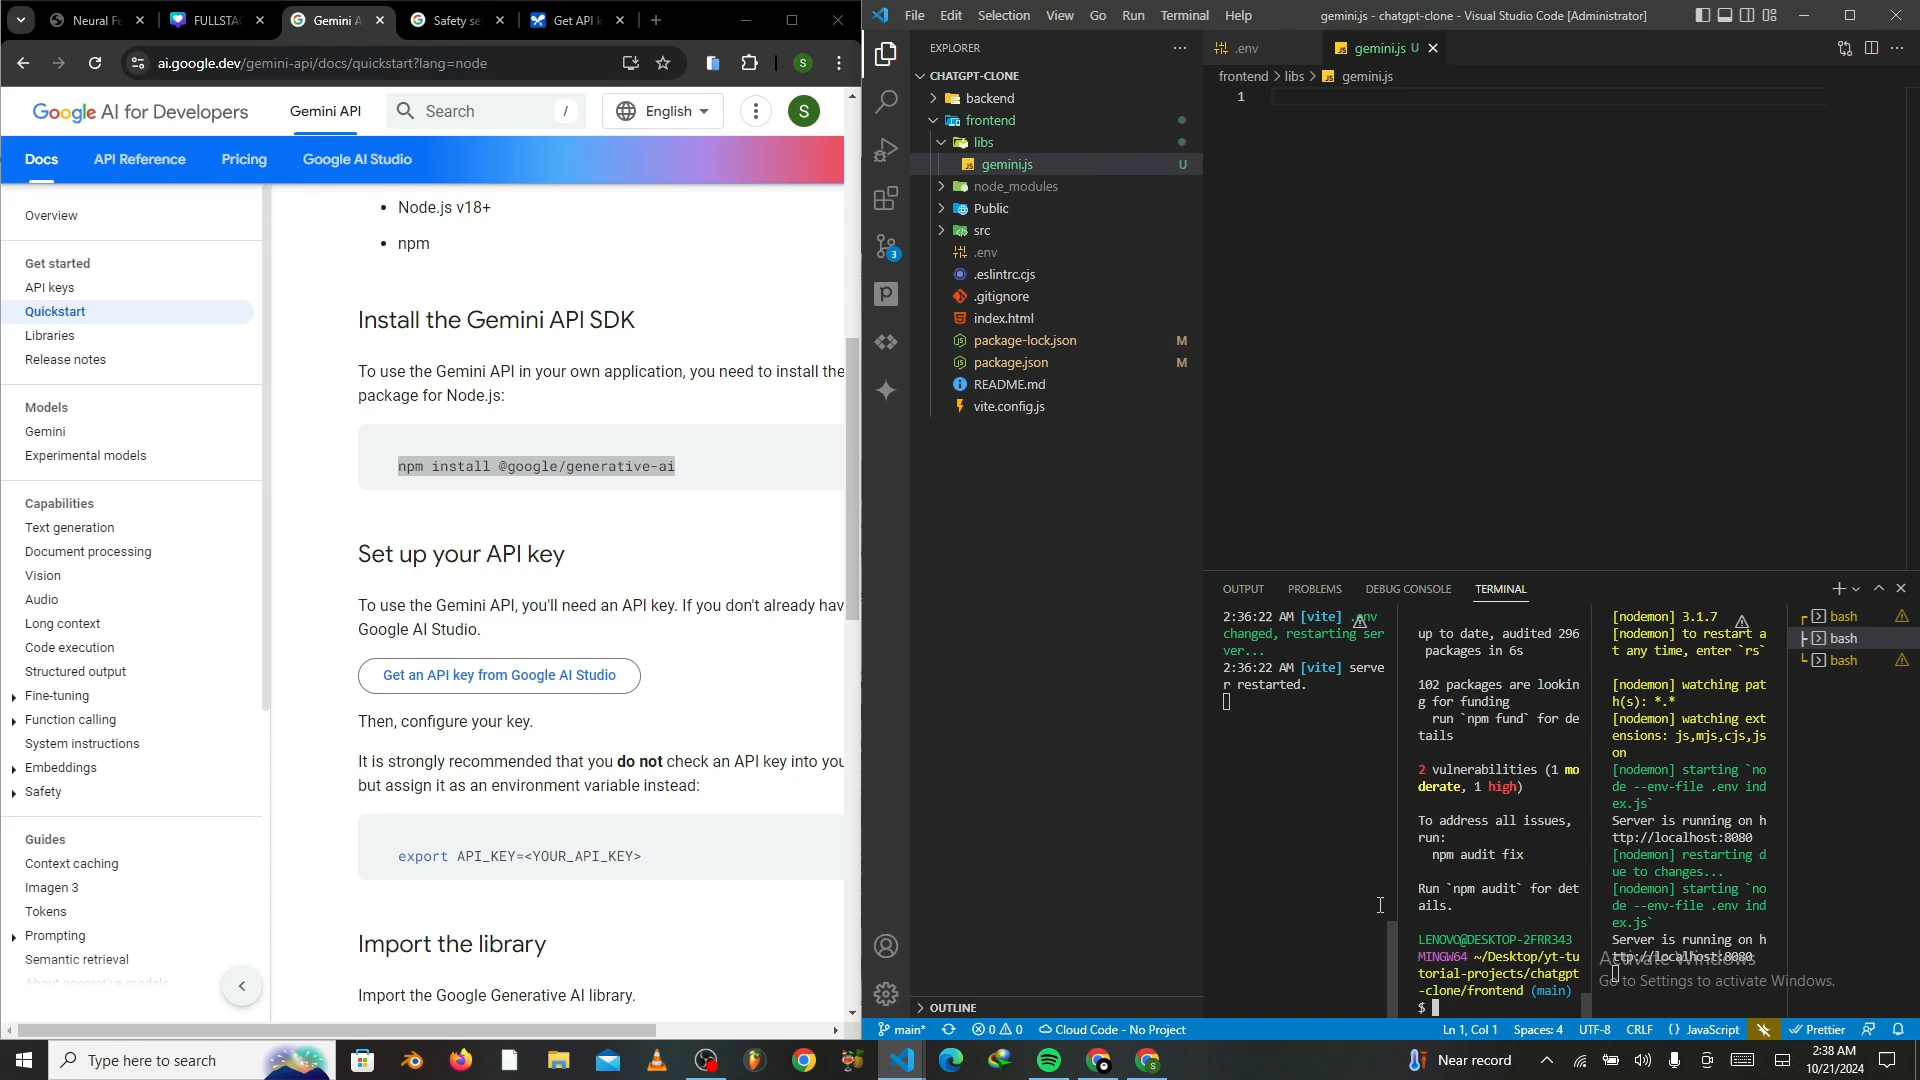 Neural Fe
FULLSTAC
Gemini A
Safety se
Get API k
ai.google.dev/gemini-api/docs/quickstart?lang=node
S
Google AI for Developers
Gemini API
Search
/
English
S
Docs
API Reference
Pricing
Google AI Studio
Overview
Get started
API keys
Quickstart
Libraries
Release notes
Models
Gemini
Experimental models
Capabilities
Text generation
Document processing
Vision
Audio
Long context
Code execution
Structured output
Fine-tuning
Function calling
System instructions
Embeddings
Safety
Guides
Context caching
Imagen 3
Tokens
Prompting
Semantic retrieval
About generative models
• Node.js v18+
• npm
Install the Gemini API SDK
To use the Gemini API in your own application, you need to install the
package for Node.js:
npm install @google/generative-ai
Set up your API key
To use the Gemini API, you'll need an API key. If you don't already hav
Google AI Studio.
Get an API key from Google AI Studio
Then, configure your key.
It is strongly recommended that you do not check an API key into you
but assign it as an environment variable instead:
export API_KEY=<YOUR_API_KEY>
Import the library
Import the Google Generative AI library.
File Edit Selection View Go Run Terminal Help
gemini.js - chatgpt-clone - Visual Studio Code [Administrator]
EXPLORER
CHATGPT-CLONE
backend
frontend
libs
gemini.js U
node_modules
Public
src
.env
.eslintrc.cjs
.gitignore
index.html
package-lock.json M
package.json M
README.md
vite.config.js
OUTLINE
3
.env
gemini.js U
frontend > libs > gemini.js
1
OUTPUT PROBLEMS DEBUG CONSOLE TERMINAL
2:36:22 AM [vite] .env
changed, restarting ser
ver...
2:36:22 AM [vite] serve
r restarted.
up to date, audited 296
packages in 6s
102 packages are lookin
g for funding
run `npm fund` for de
tails
2 vulnerabilities (1 mo
derate, 1 high)
To address all issues,
run:
npm audit fix
Run `npm audit` for det
ails.
LENOVO@DESKTOP-2FRR343
MINGW64 ~/Desktop/yt-tu
torial-projects/chatgpt
-clone/frontend (main)
$
[nodemon] 3.1.7
[nodemon] to restart a
t any time, enter `rs`
[nodemon] watching pat
h(s): *.*
[nodemon] watching ext
ensions: js,mjs,cjs,js
on
[nodemon] starting `no
de --env-file .env ind
ex.js`
Server is running on h
ttp://localhost:8080
[nodemon] restarting d
ue to changes...
[nodemon] starting `no
de --env-file .env ind
ex.js`
Server is running on h
ttp://localhost:8080
bash
bash
bash
Activate Windows
Go to Settings to activate Windows.
main* 0 0 Cloud Code - No Project
Ln 1, Col 1 Spaces: 4 UTF-8 CRLF {} JavaScript Prettier
Type here to search
Near record
2:38 AM
10/21/2024